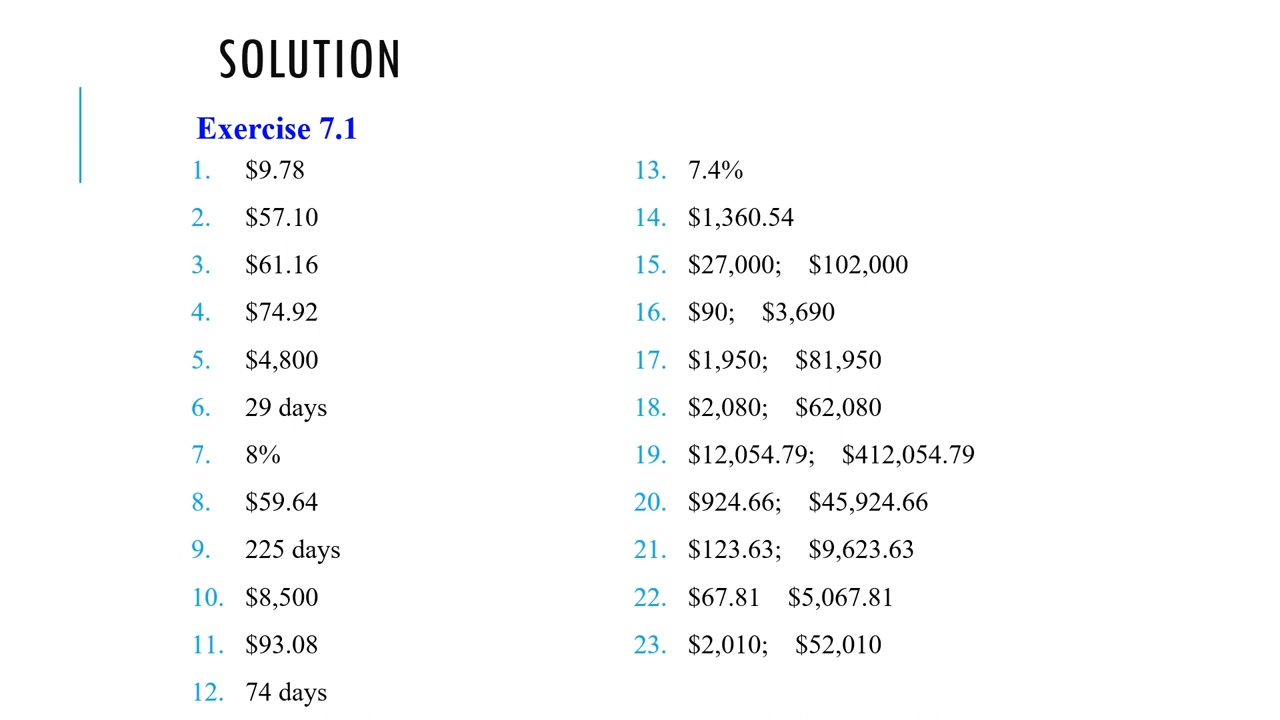 SOLUTION
Exercise 7.1
1. $9.78
2. $57.10
3. $61.16
4. $74.92
5. $4,800
6. 29 days
7. 8%
8. $59.64
9. 225 days
10. $8,500
11. $93.08
12. 74 days
13. 7.4%
14. $1,360.54
15. $27,000; $102,000
16. $90; $3,690
17. $1,950; $81,950
18. $2,080; $62,080
19. $12,054.79; $412,054.79
20. $924.66; $45,924.66
21. $123.63; $9,623.63
22. $67.81 $5,067.81
23. $2,010; $52,010